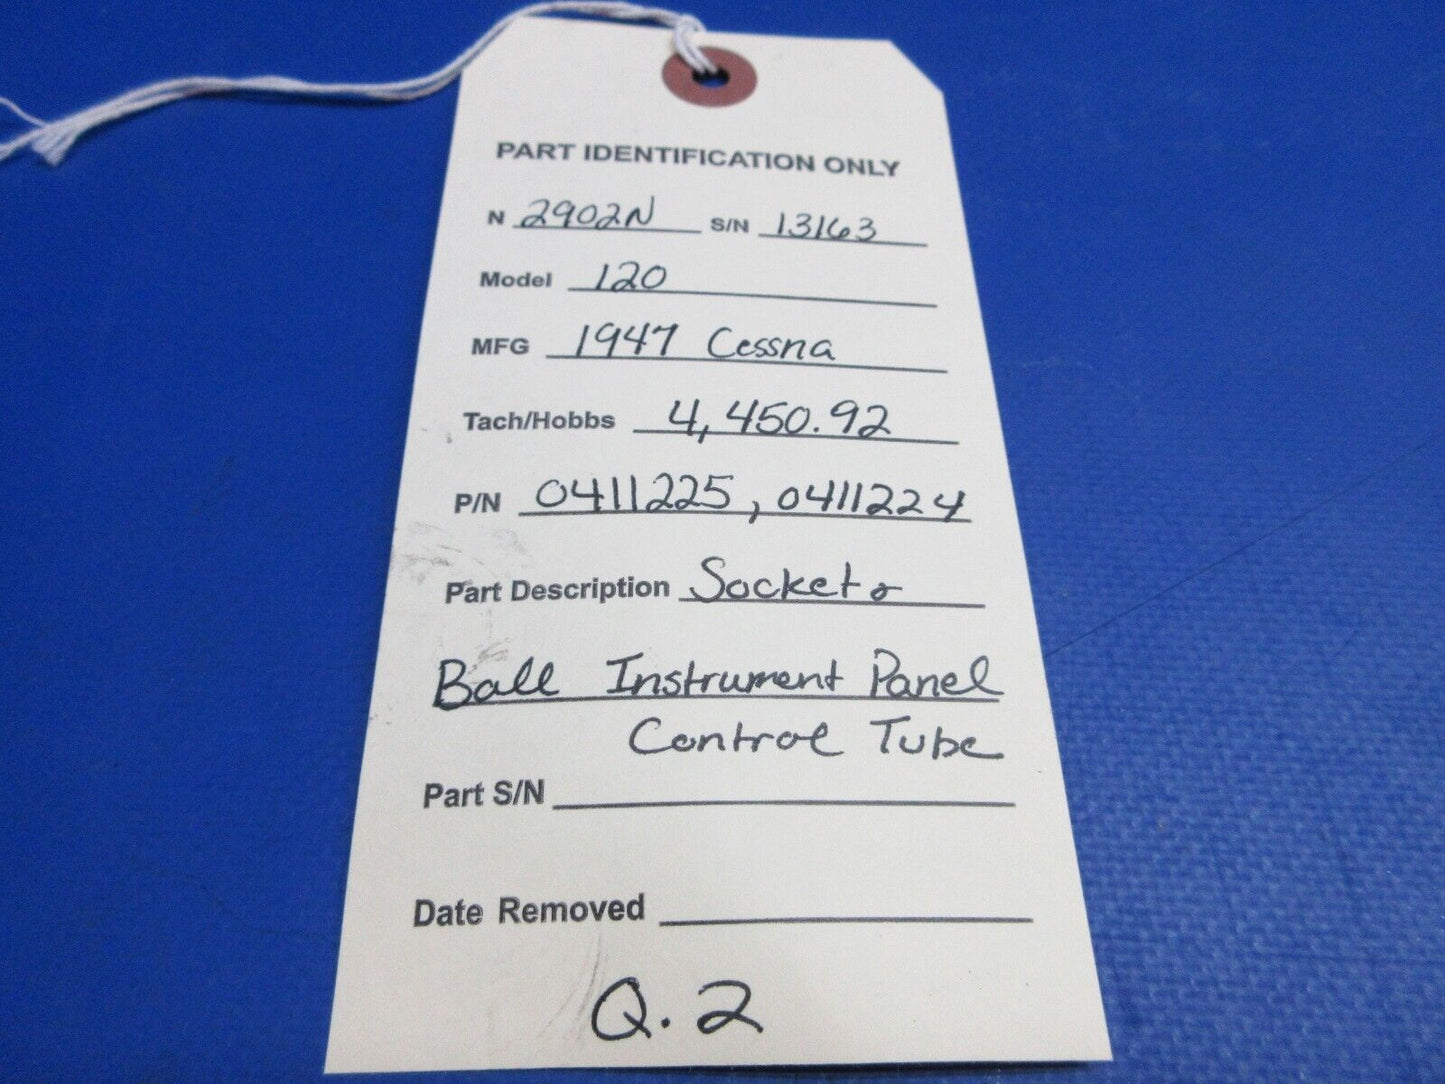 PART IDENTIFICATION ONLY
N 2902N S/N 13163
Model 120
MFG 1947 Cessna
Tach/Hobbs 4,450.92
P/N 0411225, 0411224
Part Description Socket &
Ball Instrument Panel
Control Tube
Part S/N
Date Removed
Q.2